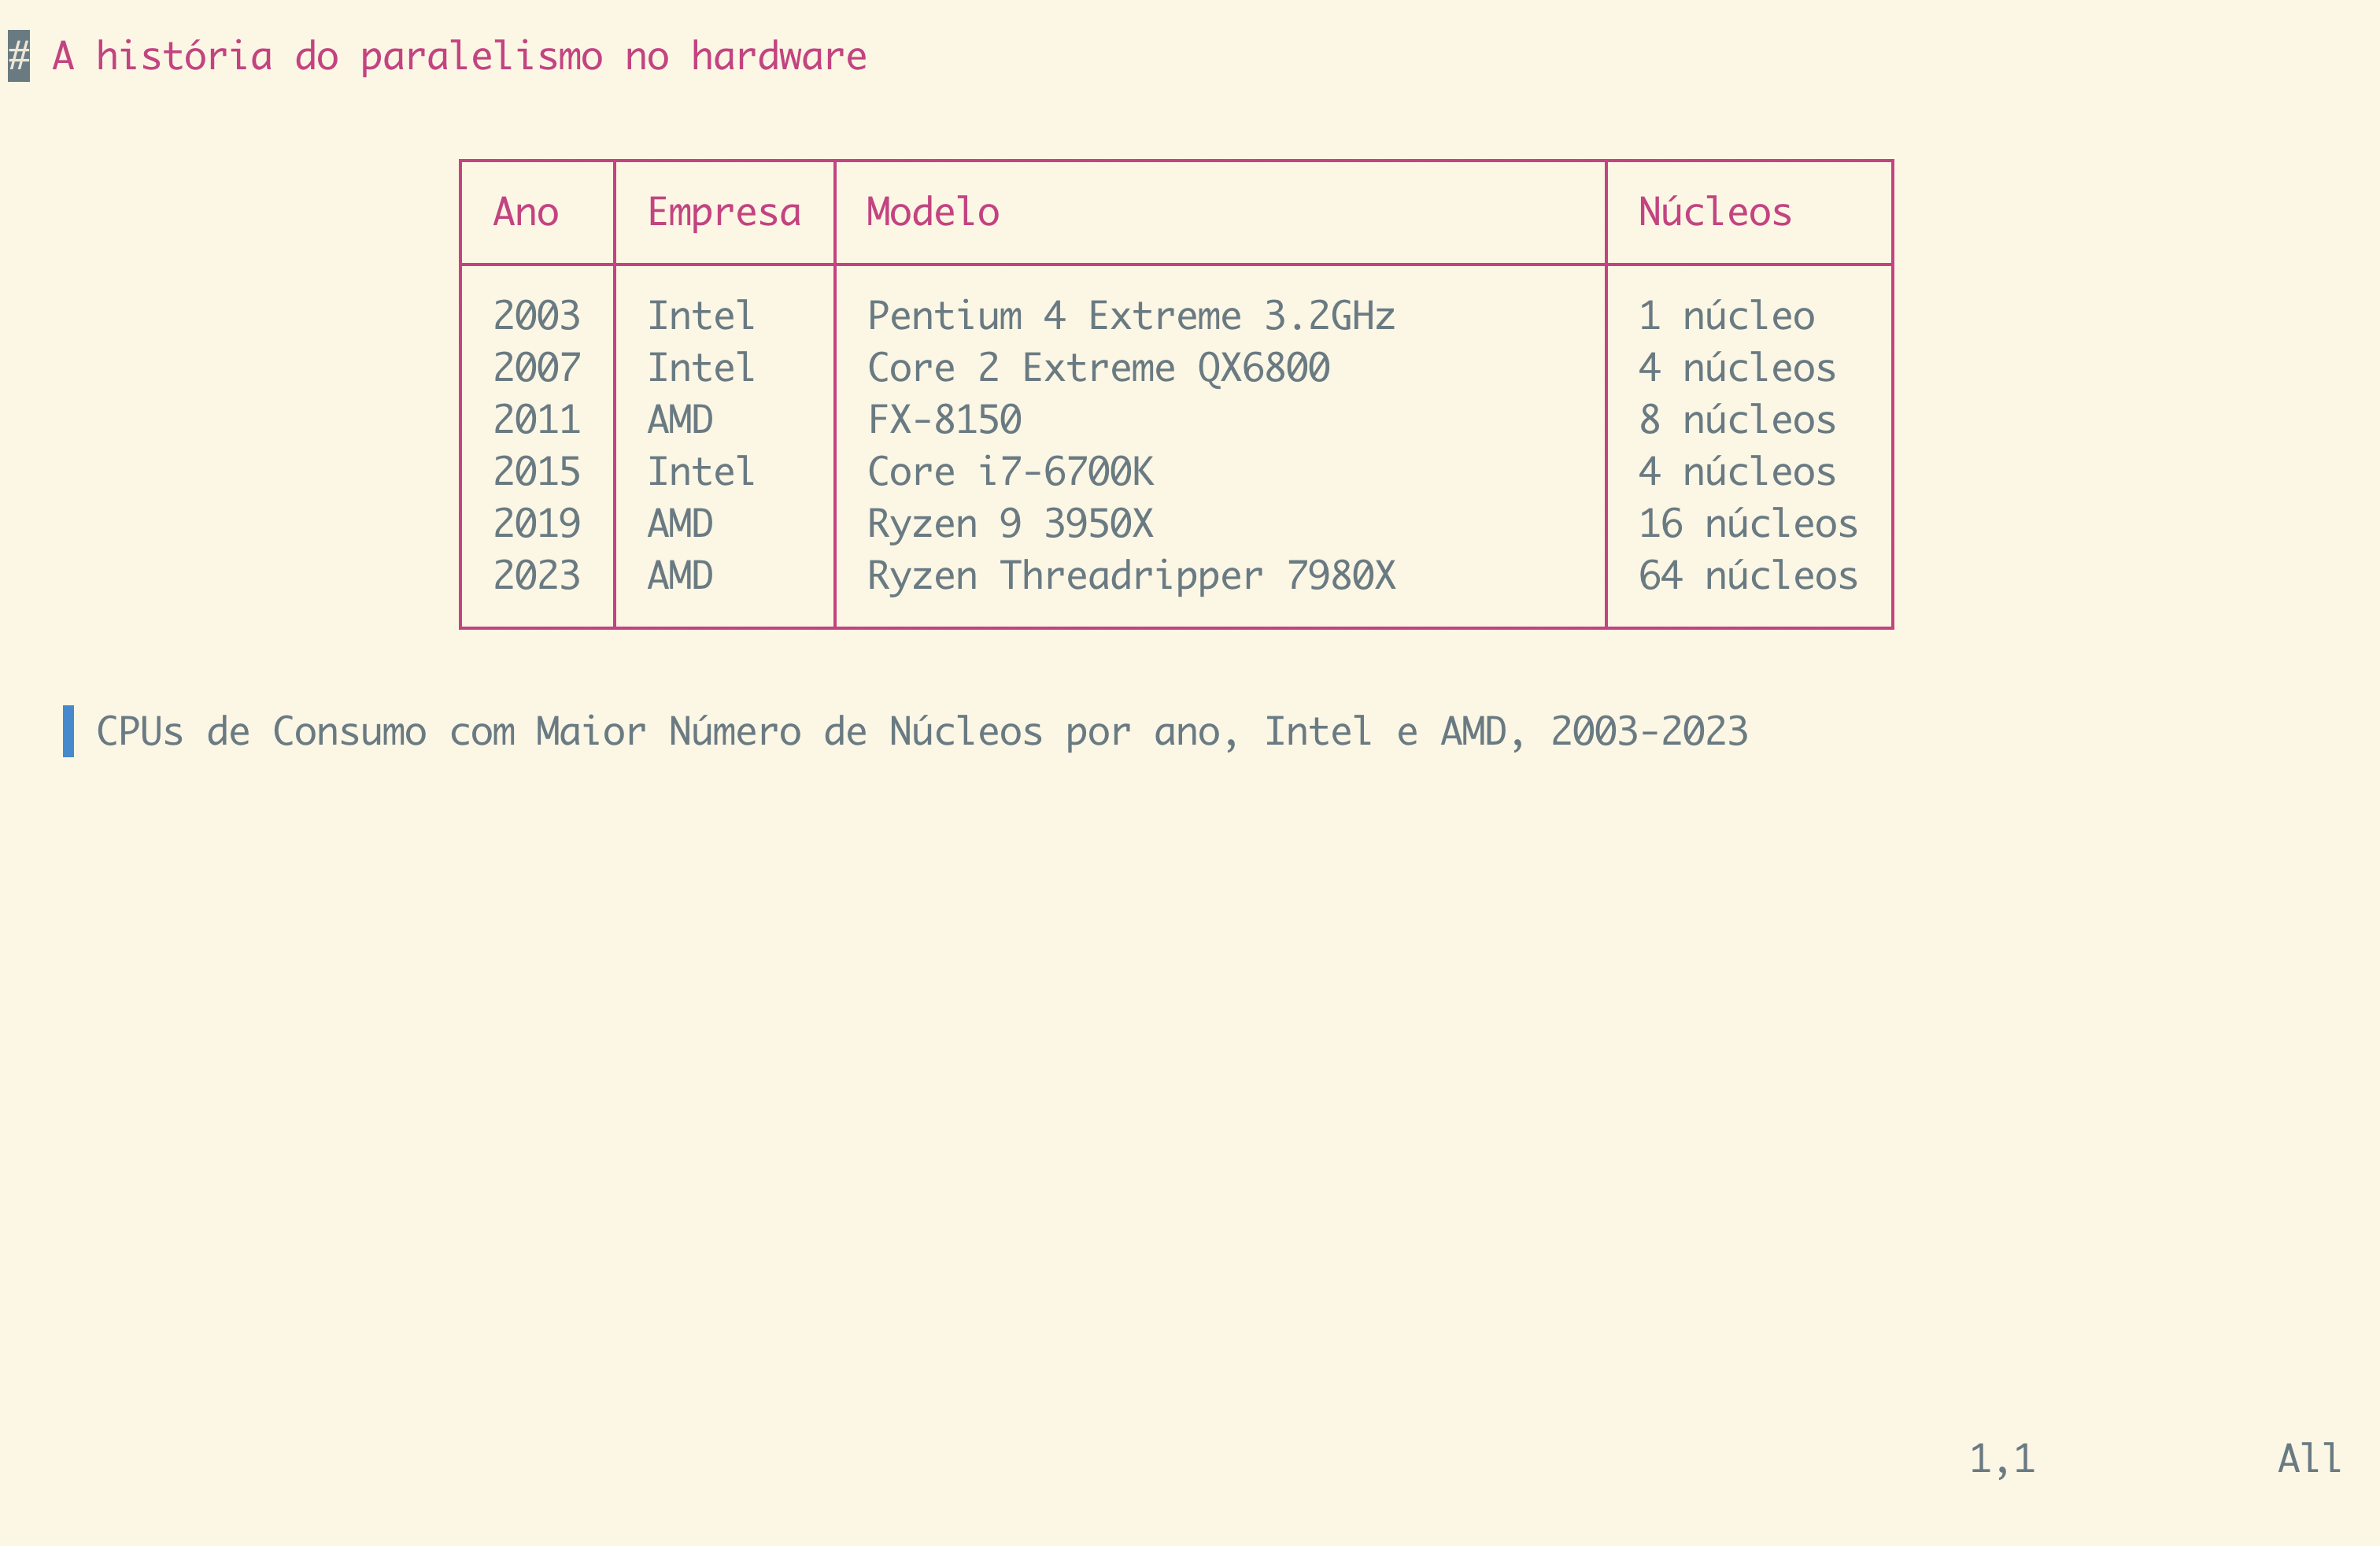 # A história do paralelismo no hardware
Ano Empresa Modelo Núcleos
2003 Intel Pentium 4 Extreme 3.2GHz 1 núcleo
2007 Intel Core 2 Extreme QX6800 4 núcleos
2011 AMD FX-8150 8 núcleos
2015 Intel Core i7-6700K 4 núcleos
2019 AMD Ryzen 9 3950X 16 núcleos
2023 AMD Ryzen Threadripper 7980X 64 núcleos
CPUs de Consumo com Maior Número de Núcleos por ano, Intel e AMD, 2003-2023
1,1 All